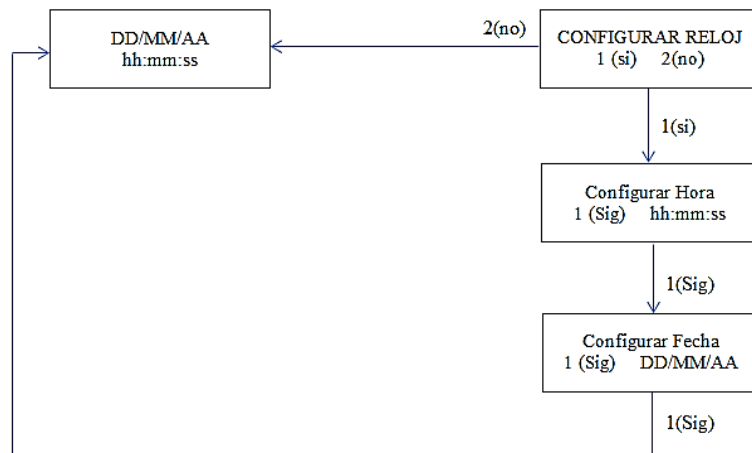 DD/MM/AA
hh:mm:ss
2(no)
CONFIGURAR RELOJ
1 (si) 2(no)
1(si)
Configurar Hora
1 (Sig) hh:mm:ss
1(Sig)
Configurar Fecha
1 (Sig) DD/MM/AA
1(Sig)